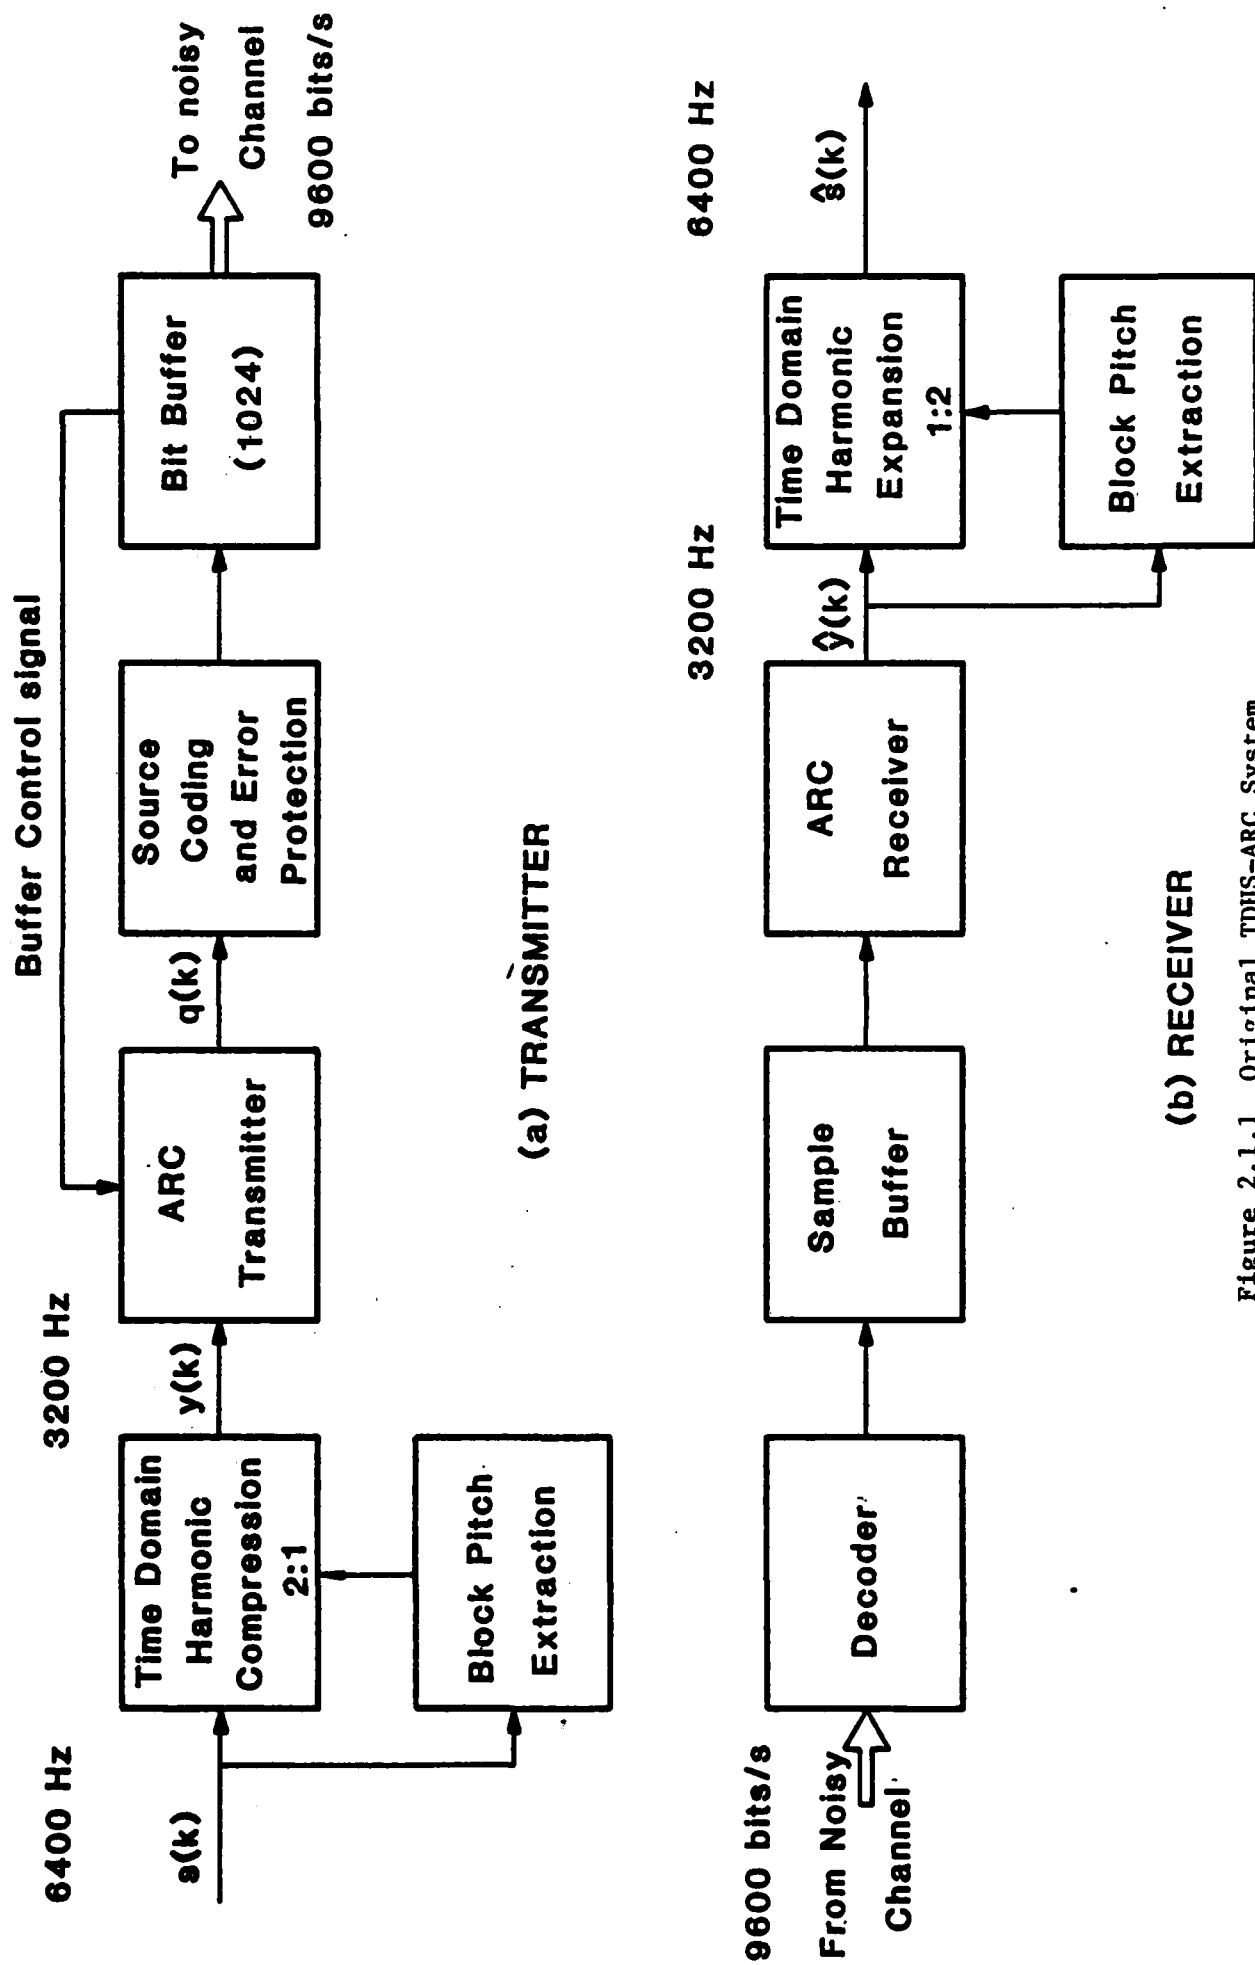 Buffer Control signal
6400 Hz
3200 Hz
s(k)
Time Domain
Harmonic
Compression
2:1
y(k)
ARC
Transmitter
q(k)
Source
Coding
and Error
Protection
Bit Buffer
(1024)
To noisy
Channel
9600 bits/s
Block Pitch
Extraction
(a) TRANSMITTER
9600 bits/s
From Noisy
Channel
Decoder
Sample
Buffer
ARC
Receiver
3200 Hz
ŷ(k)
Time Domain
Harmonic
Expansion
1:2
6400 Hz
ŝ(k)
Block Pitch
Extraction
(b) RECEIVER
Figure 2.1.1 Original TDHS-ARC System